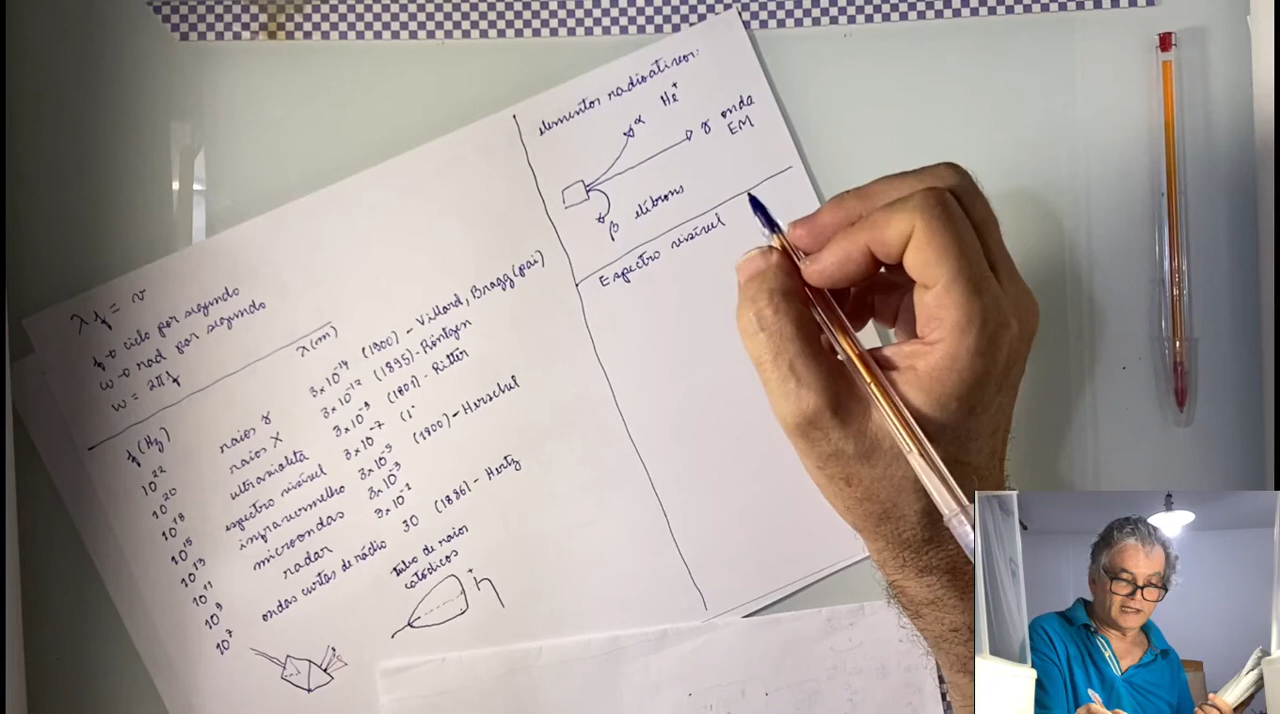 λ f = v
f → ciclo por segundo
ω → rad por segundo
ω = 2πf
f(Hz) λ(m)
10²² raios γ 3×10⁻¹⁴ (1900) - Villard, Bragg (pai)
10²⁰ raios X 3×10⁻¹² (1895) - Röntgen
10¹⁸ ultravioleta 3×10⁻⁹ (1801) - Ritter
10¹⁵ espectro visível 3×10⁻⁷ (1
10¹³ infravermelho 3×10⁻⁵ (1800) - Herschel
10¹¹ microondas 3×10⁻³
10⁹ radar 3×10⁻¹
10⁷ ondas curtas de rádio 30 (1886) - Hertz
tubo de raios
catódicos
+
elementos radioativos:
α He⁺
γ onda
EM
β elétrons
Espectro visível